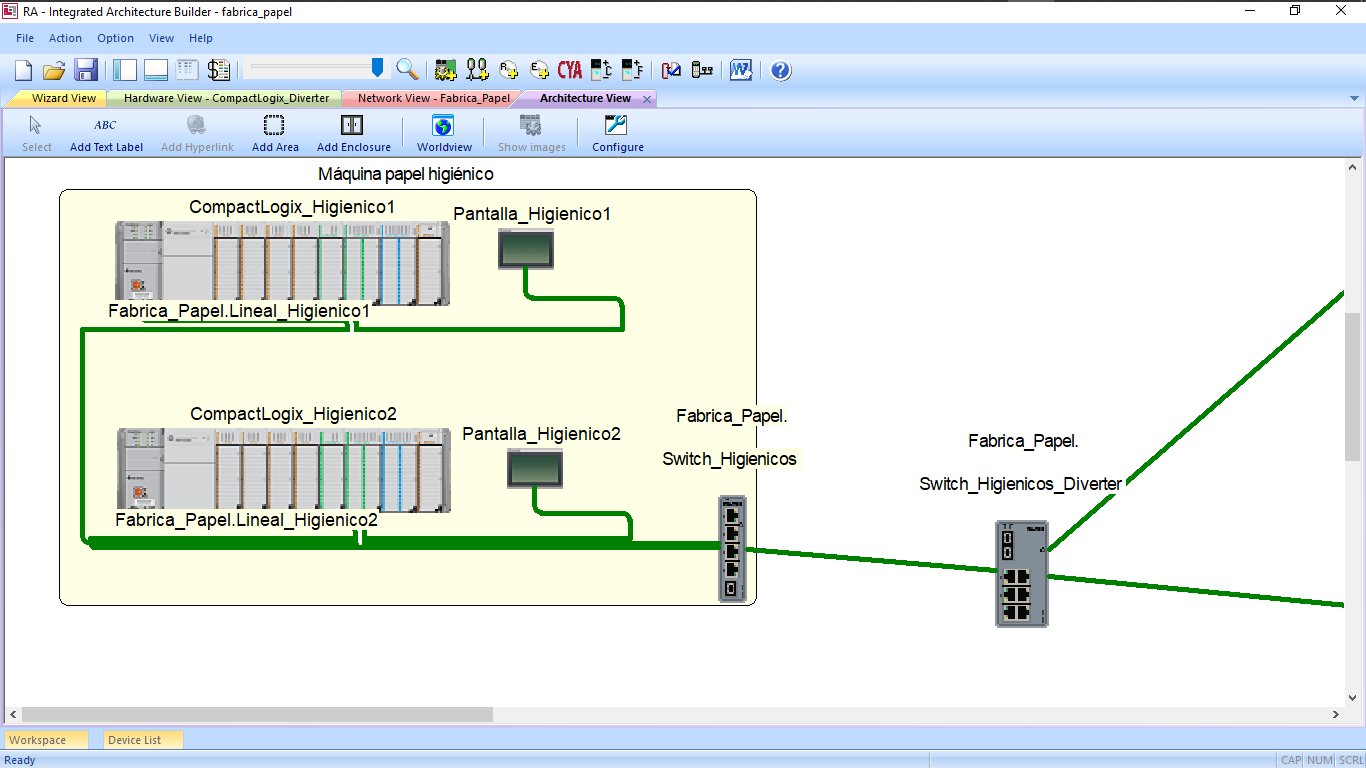 RA - Integrated Architecture Builder - fabrica_papel
File Action Option View Help
CYA
Wizard View Hardware View - CompactLogix_Diverter Network View - Fabrica_Papel Architecture View
ABC
Select Add Text Label Add Hyperlink Add Area Add Enclosure Worldview Show images Configure
Máquina papel higiénico
CompactLogix_Higienico1
Pantalla_Higienico1
Fabrica_Papel.Lineal_Higienico1
CompactLogix_Higienico2
Pantalla_Higienico2
Fabrica_Papel.Lineal_Higienico2
Fabrica_Papel.
Switch_Higienicos
Fabrica_Papel.
Switch_Higienicos_Diverter
Workspace Device List
Ready CAP NUM SCRL